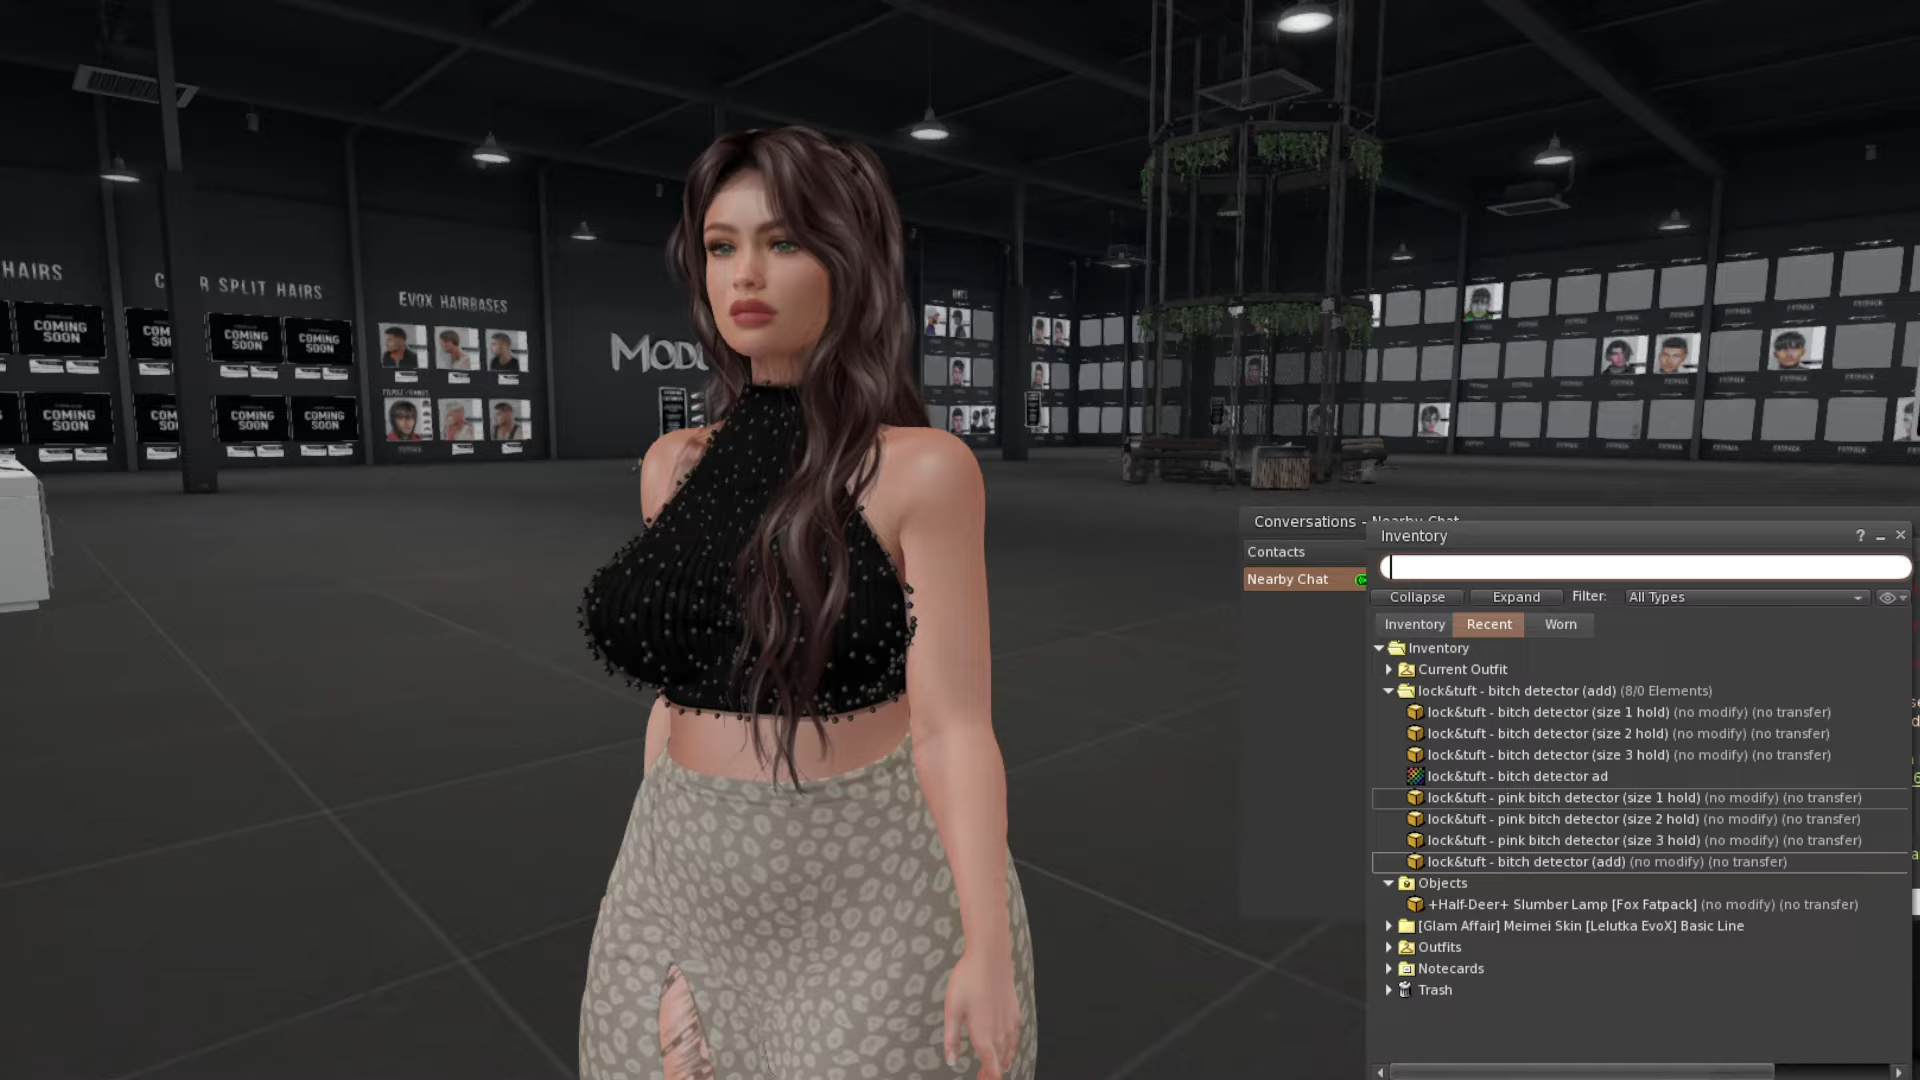 HAIRS
R SPLIT HAIRS
EVOX HAIRBASES
COMING
SOON
COMING
SOON
COMING
SOON
COMING
SOON
COMING
SOON
COMING
SOON
Conversations - Nearby Chat
Contacts
Nearby Chat
Inventory
? _ ×
Collapse Expand Filter: All Types
Inventory Recent Worn
Inventory
Current Outfit
lock&tuft - bitch detector (add) (8/0 Elements)
lock&tuft - bitch detector (size 1 hold) (no modify) (no transfer)
lock&tuft - bitch detector (size 2 hold) (no modify) (no transfer)
lock&tuft - bitch detector (size 3 hold) (no modify) (no transfer)
lock&tuft - bitch detector ad
lock&tuft - pink bitch detector (size 1 hold) (no modify) (no transfer)
lock&tuft - pink bitch detector (size 2 hold) (no modify) (no transfer)
lock&tuft - pink bitch detector (size 3 hold) (no modify) (no transfer)
lock&tuft - bitch detector (add) (no modify) (no transfer)
Objects
+Half-Deer+ Slumber Lamp [Fox Fatpack] (no modify) (no transfer)
[Glam Affair] Meimei Skin [Lelutka EvoX] Basic Line
Outfits
Notecards
Trash